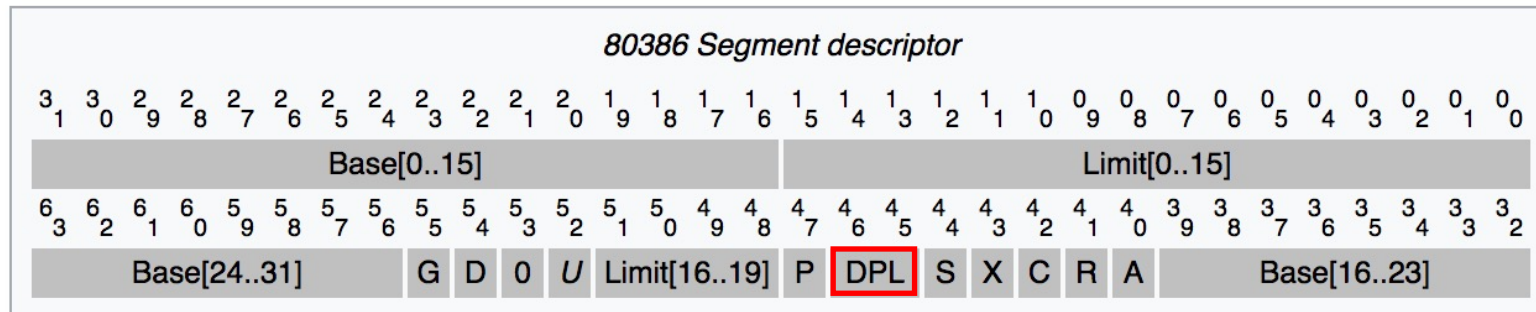 80386 Segment descriptor
31 30 29 28 27 26 25 24 23 22 21 20 19 18 17 16 15 14 13 12 11 10 09 08 07 06 05 04 03 02 01 00
Base[0..15] Limit[0..15]
63 62 61 60 59 58 57 56 55 54 53 52 51 50 49 48 47 46 45 44 43 42 41 40 39 38 37 36 35 34 33 32
Base[24..31] G D 0 U Limit[16..19] P DPL S X C R A Base[16..23]